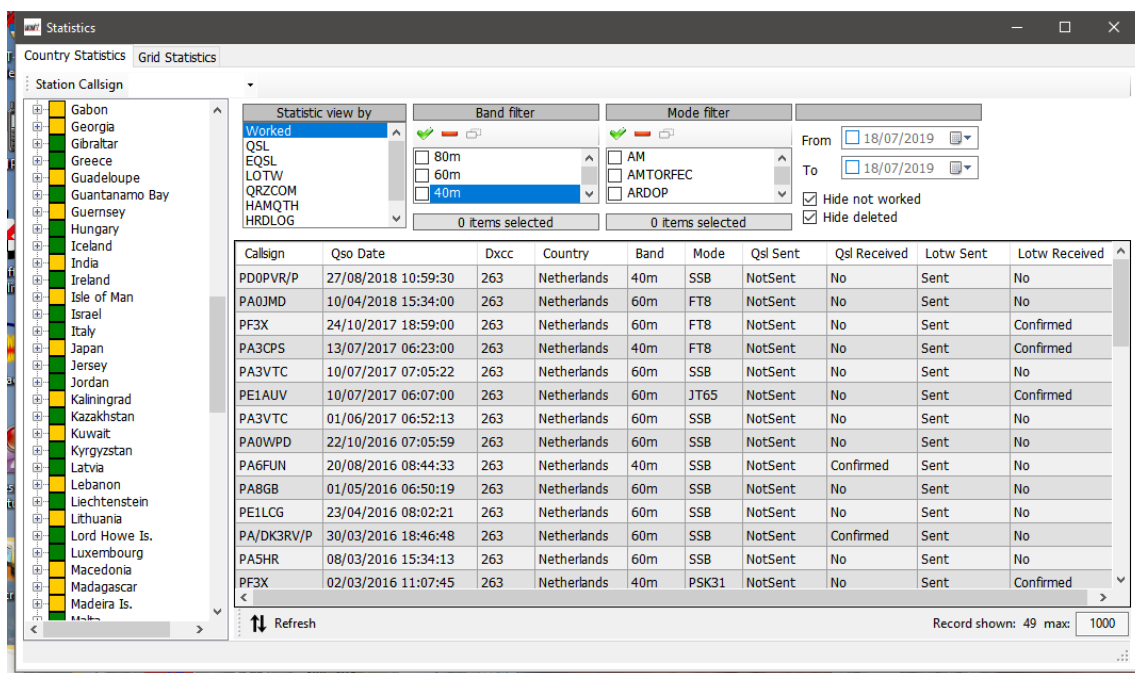 Statistics
Country Statistics Grid Statistics
Station Callsign
Gabon
Georgia
Gibraltar
Greece
Guadeloupe
Guantanamo Bay
Guernsey
Hungary
Iceland
India
Ireland
Isle of Man
Israel
Italy
Japan
Jersey
Jordan
Kaliningrad
Kazakhstan
Kuwait
Kyrgyzstan
Latvia
Lebanon
Liechtenstein
Lithuania
Lord Howe Is.
Luxembourg
Macedonia
Madagascar
Madeira Is.
Malta
Statistic view by
Worked
QSL
EQSL
LOTW
QRZCOM
HAMQTH
HRDLOG
Band filter
80m
60m
40m
0 items selected
Mode filter
AM
AMTORFEC
ARDOP
0 items selected
From 18/07/2019
To 18/07/2019
Hide not worked
Hide deleted
Callsign Qso Date Dxcc Country Band Mode Qsl Sent Qsl Received Lotw Sent Lotw Received
PD0PVR/P 27/08/2018 10:59:30 263 Netherlands 40m SSB NotSent No Sent No
PA0JMD 10/04/2018 15:34:00 263 Netherlands 60m FT8 NotSent No Sent No
PF3X 24/10/2017 18:59:00 263 Netherlands 60m FT8 NotSent No Sent Confirmed
PA3CPS 13/07/2017 06:23:00 263 Netherlands 40m FT8 NotSent No Sent Confirmed
PA3VTC 10/07/2017 07:05:22 263 Netherlands 60m SSB NotSent No Sent No
PE1AUV 10/07/2017 06:07:00 263 Netherlands 60m JT65 NotSent No Sent Confirmed
PA3VTC 01/06/2017 06:52:13 263 Netherlands 60m SSB NotSent No Sent No
PA0WPD 22/10/2016 07:05:59 263 Netherlands 60m SSB NotSent No Sent No
PA6FUN 20/08/2016 08:44:33 263 Netherlands 40m SSB NotSent Confirmed Sent No
PA8GB 01/05/2016 06:50:19 263 Netherlands 60m SSB NotSent No Sent No
PE1LCG 23/04/2016 08:02:21 263 Netherlands 60m SSB NotSent No Sent No
PA/DK3RV/P 30/03/2016 18:46:48 263 Netherlands 60m SSB NotSent Confirmed Sent No
PA5HR 08/03/2016 15:34:13 263 Netherlands 60m SSB NotSent No Sent No
PF3X 02/03/2016 11:07:45 263 Netherlands 40m PSK31 NotSent No Sent Confirmed
Refresh
Record shown: 49 max: 1000